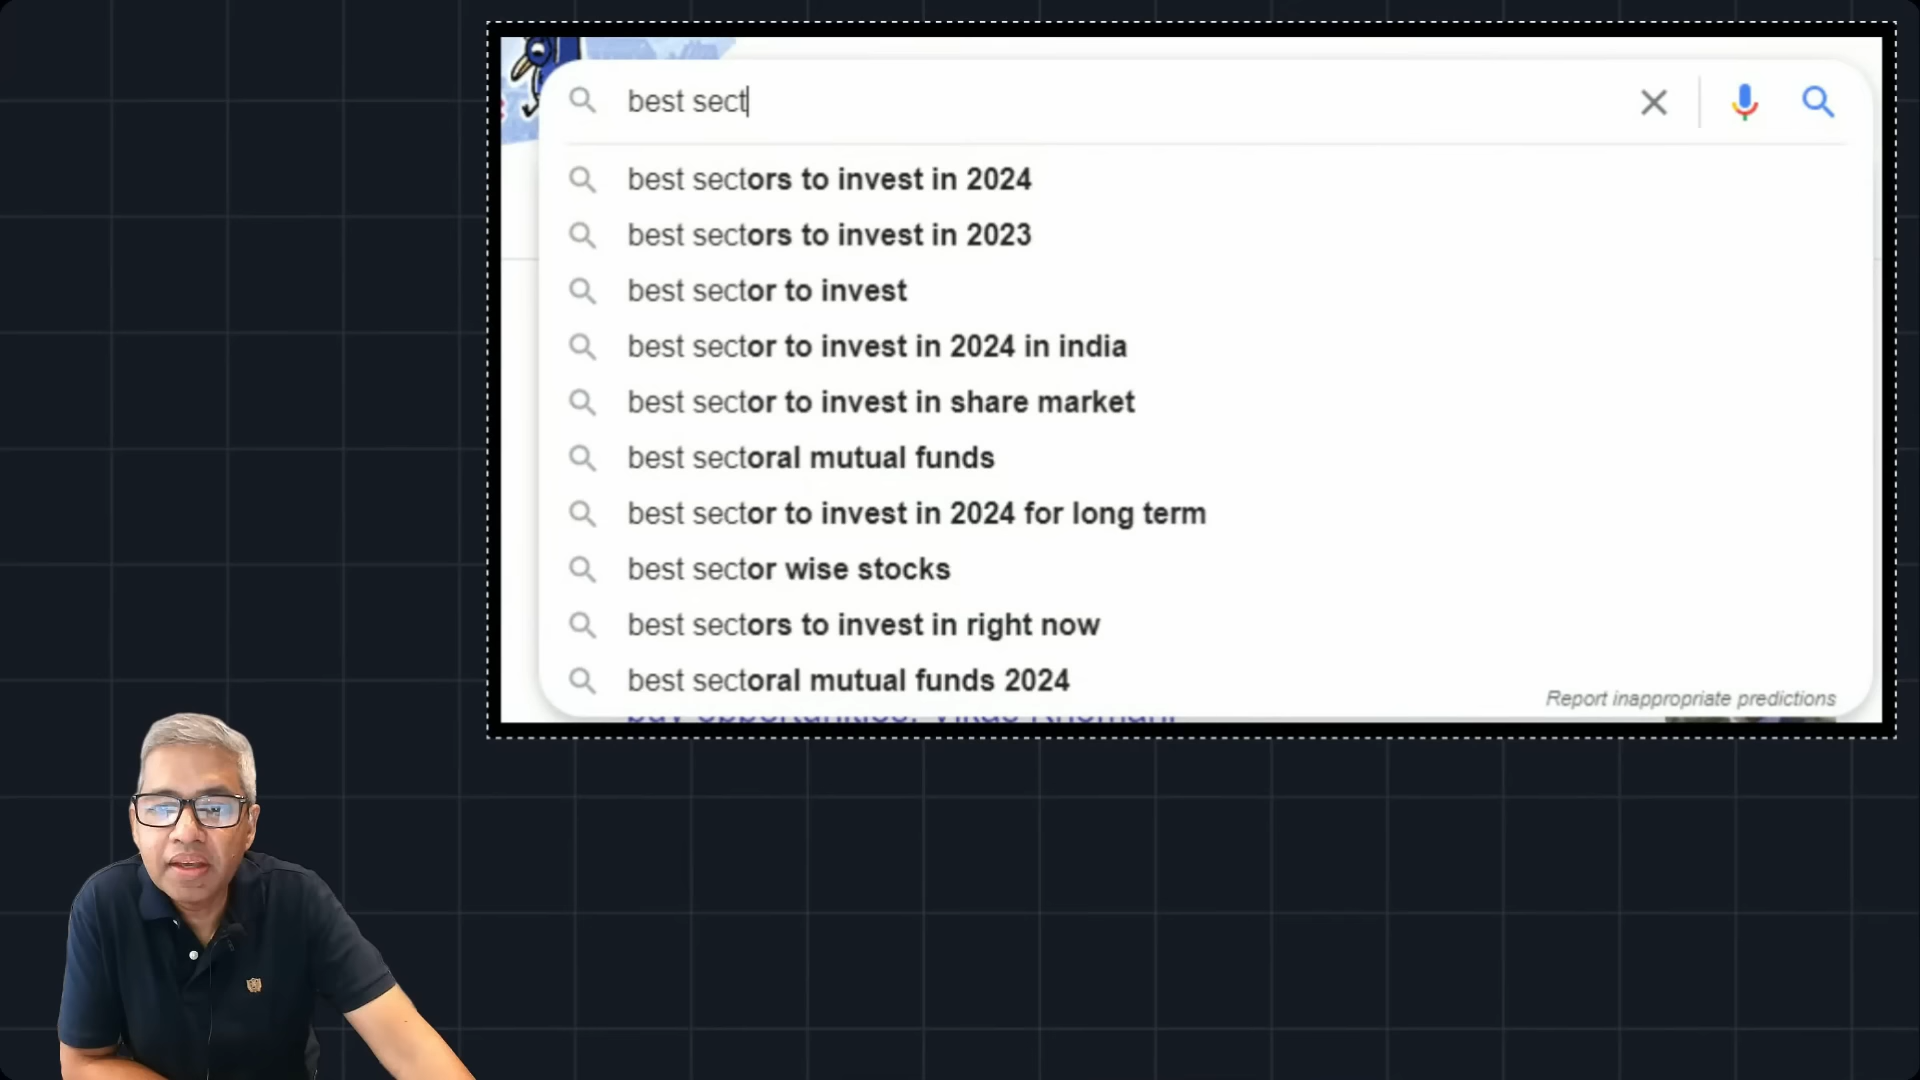 best sect
best sectors to invest in 2024
best sectors to invest in 2023
best sector to invest
best sector to invest in 2024 in india
best sector to invest in share market
best sectoral mutual funds
best sector to invest in 2024 for long term
best sector wise stocks
best sectors to invest in right now
best sectoral mutual funds 2024
Report inappropriate predictions